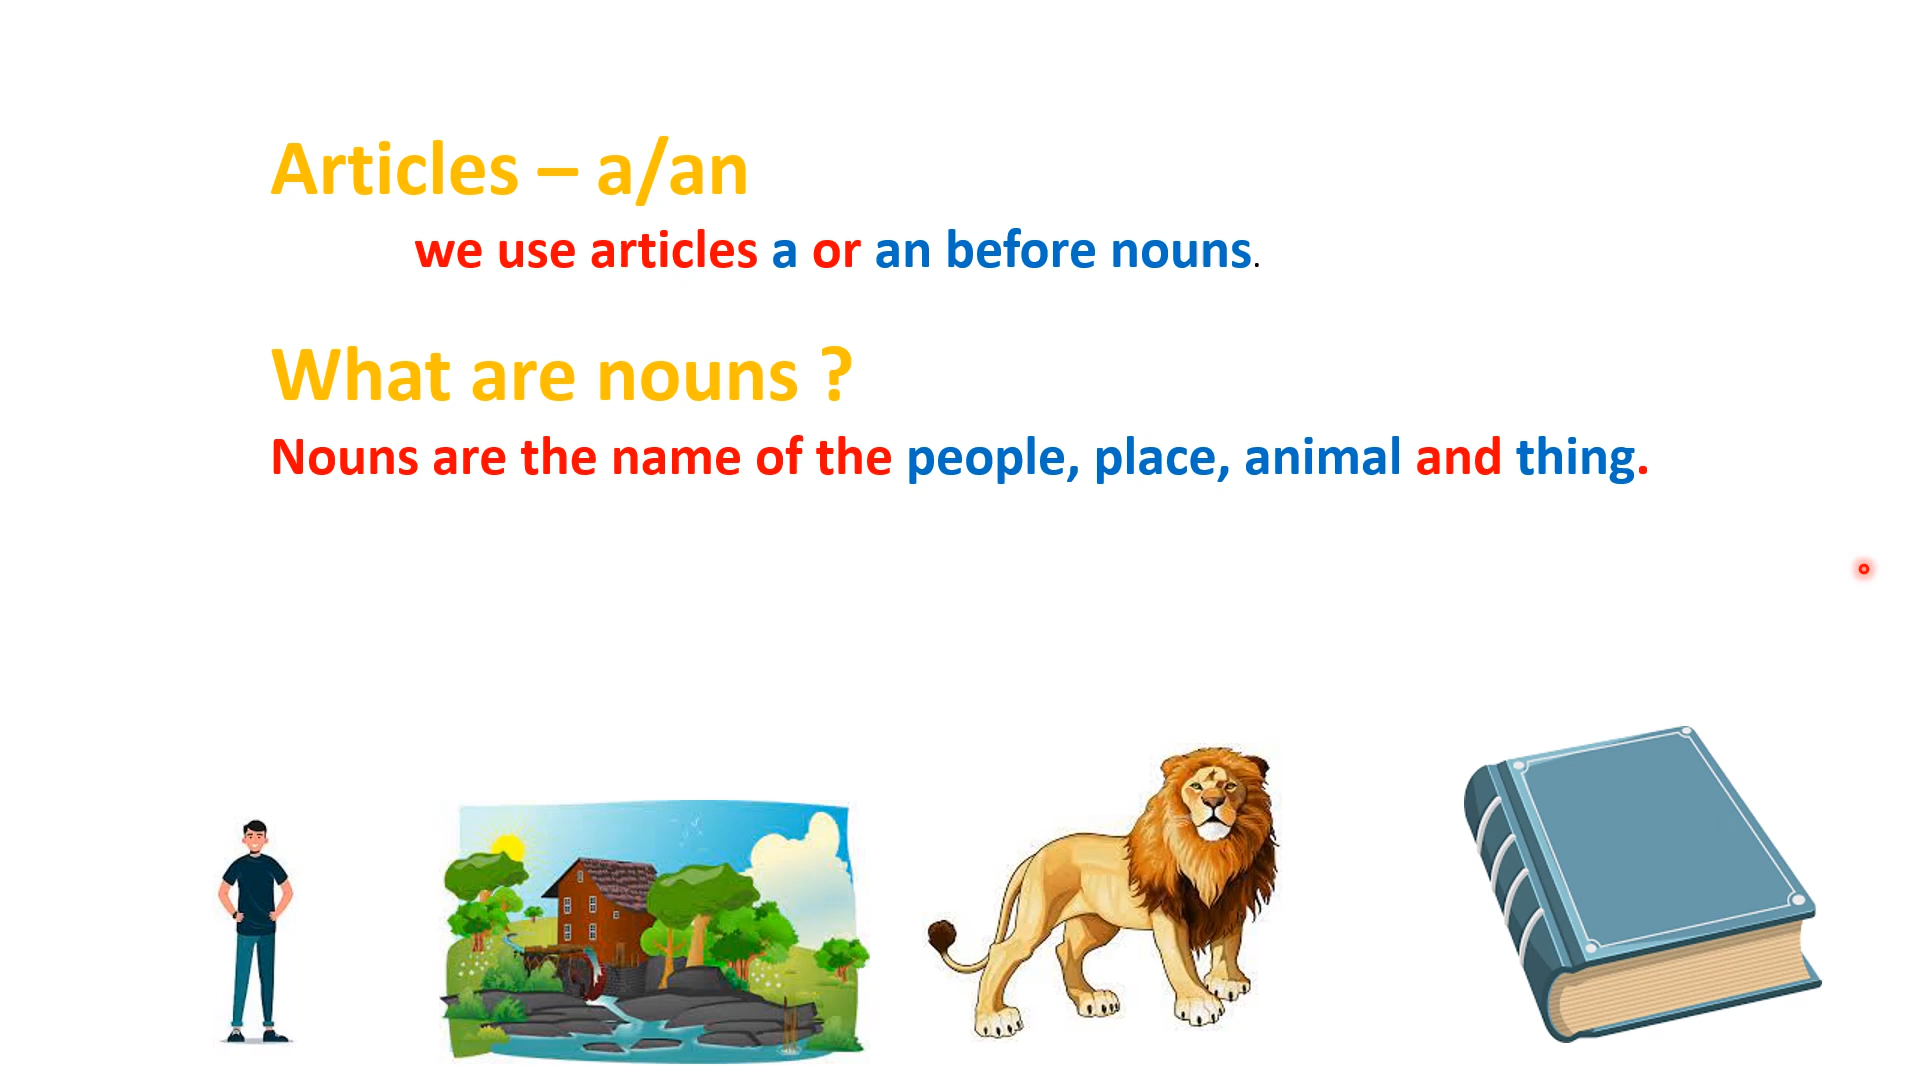 Articles – a/an
we use articles a or an before nouns.
What are nouns ?
Nouns are the name of the people, place, animal and thing.